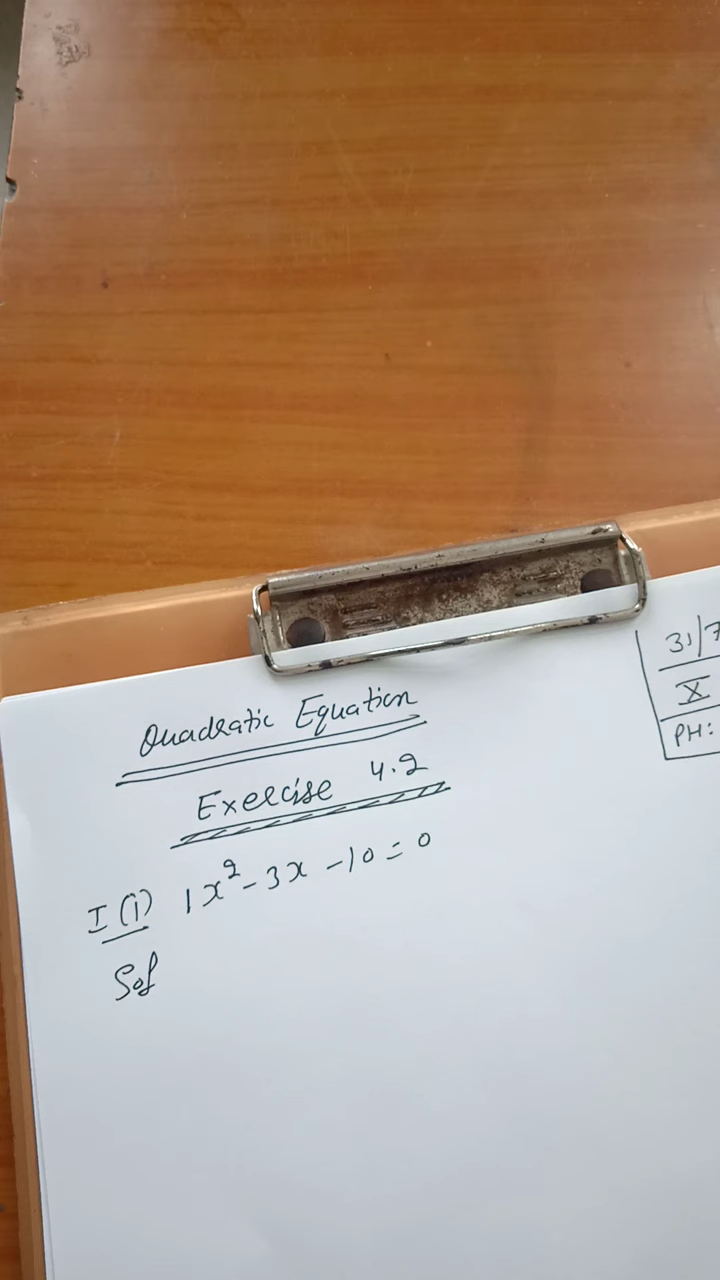 Quadratic Equation
Exercise 4.2
I (i) 1x² - 3x - 10 = 0
Sol
31/7
X
PH: